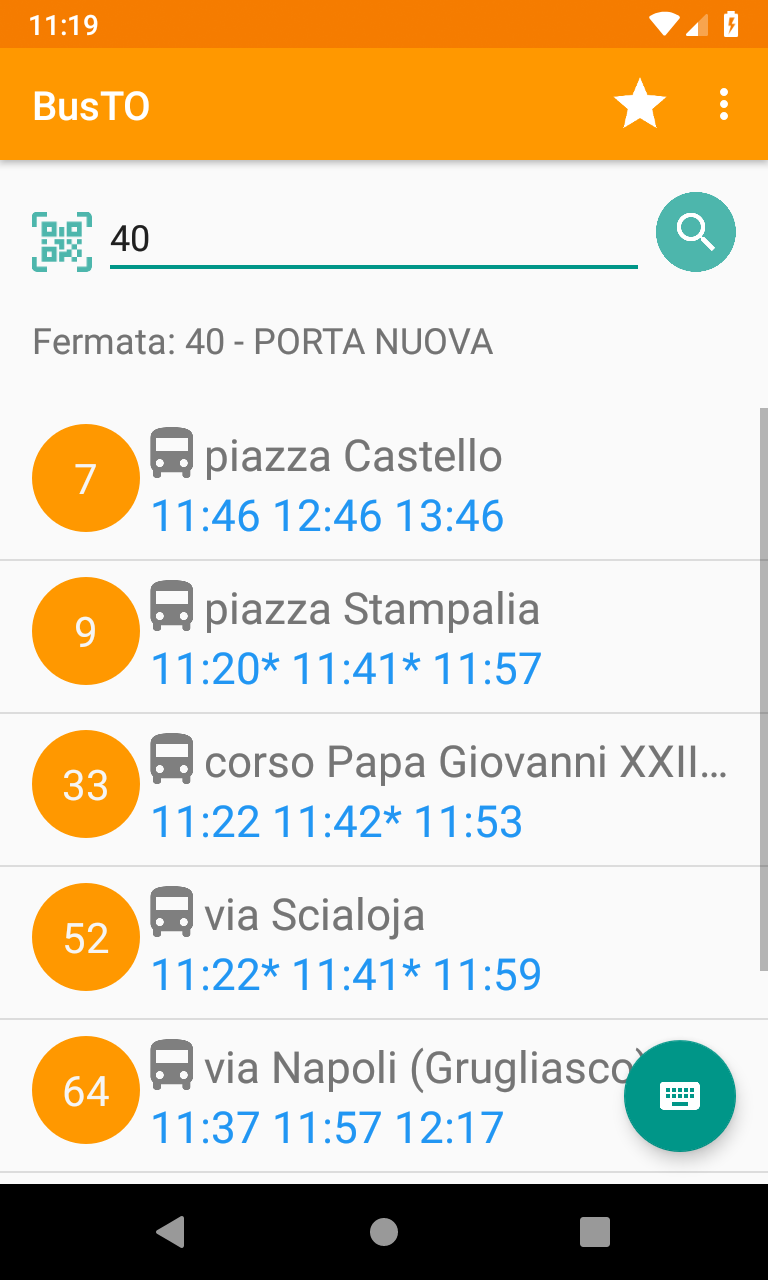 11:19
BusTO
40
Fermata: 40 - PORTA NUOVA
7 piazza Castello
11:46 12:46 13:46
9 piazza Stampalia
11:20* 11:41* 11:57
33 corso Papa Giovanni XXII…
11:22 11:42* 11:53
52 via Scialoja
11:22* 11:41* 11:59
64 via Napoli (Grugliasco)
11:37 11:57 12:17